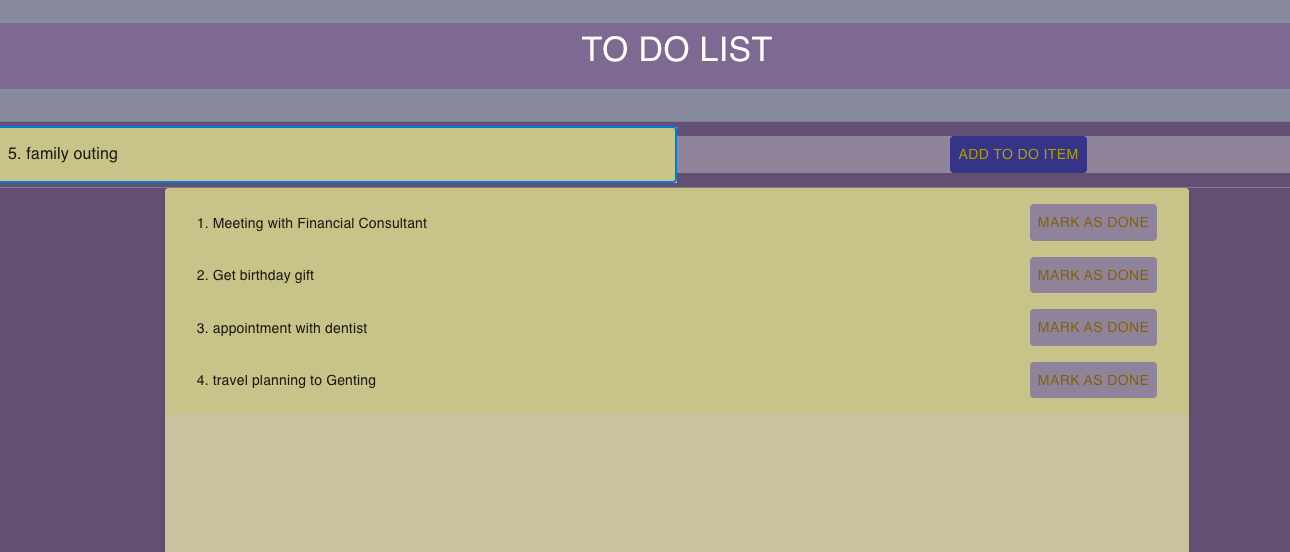 TO DO LIST
5. family outing
ADD TO DO ITEM
1. Meeting with Financial Consultant
MARK AS DONE
2. Get birthday gift
MARK AS DONE
3. appointment with dentist
MARK AS DONE
4. travel planning to Genting
MARK AS DONE